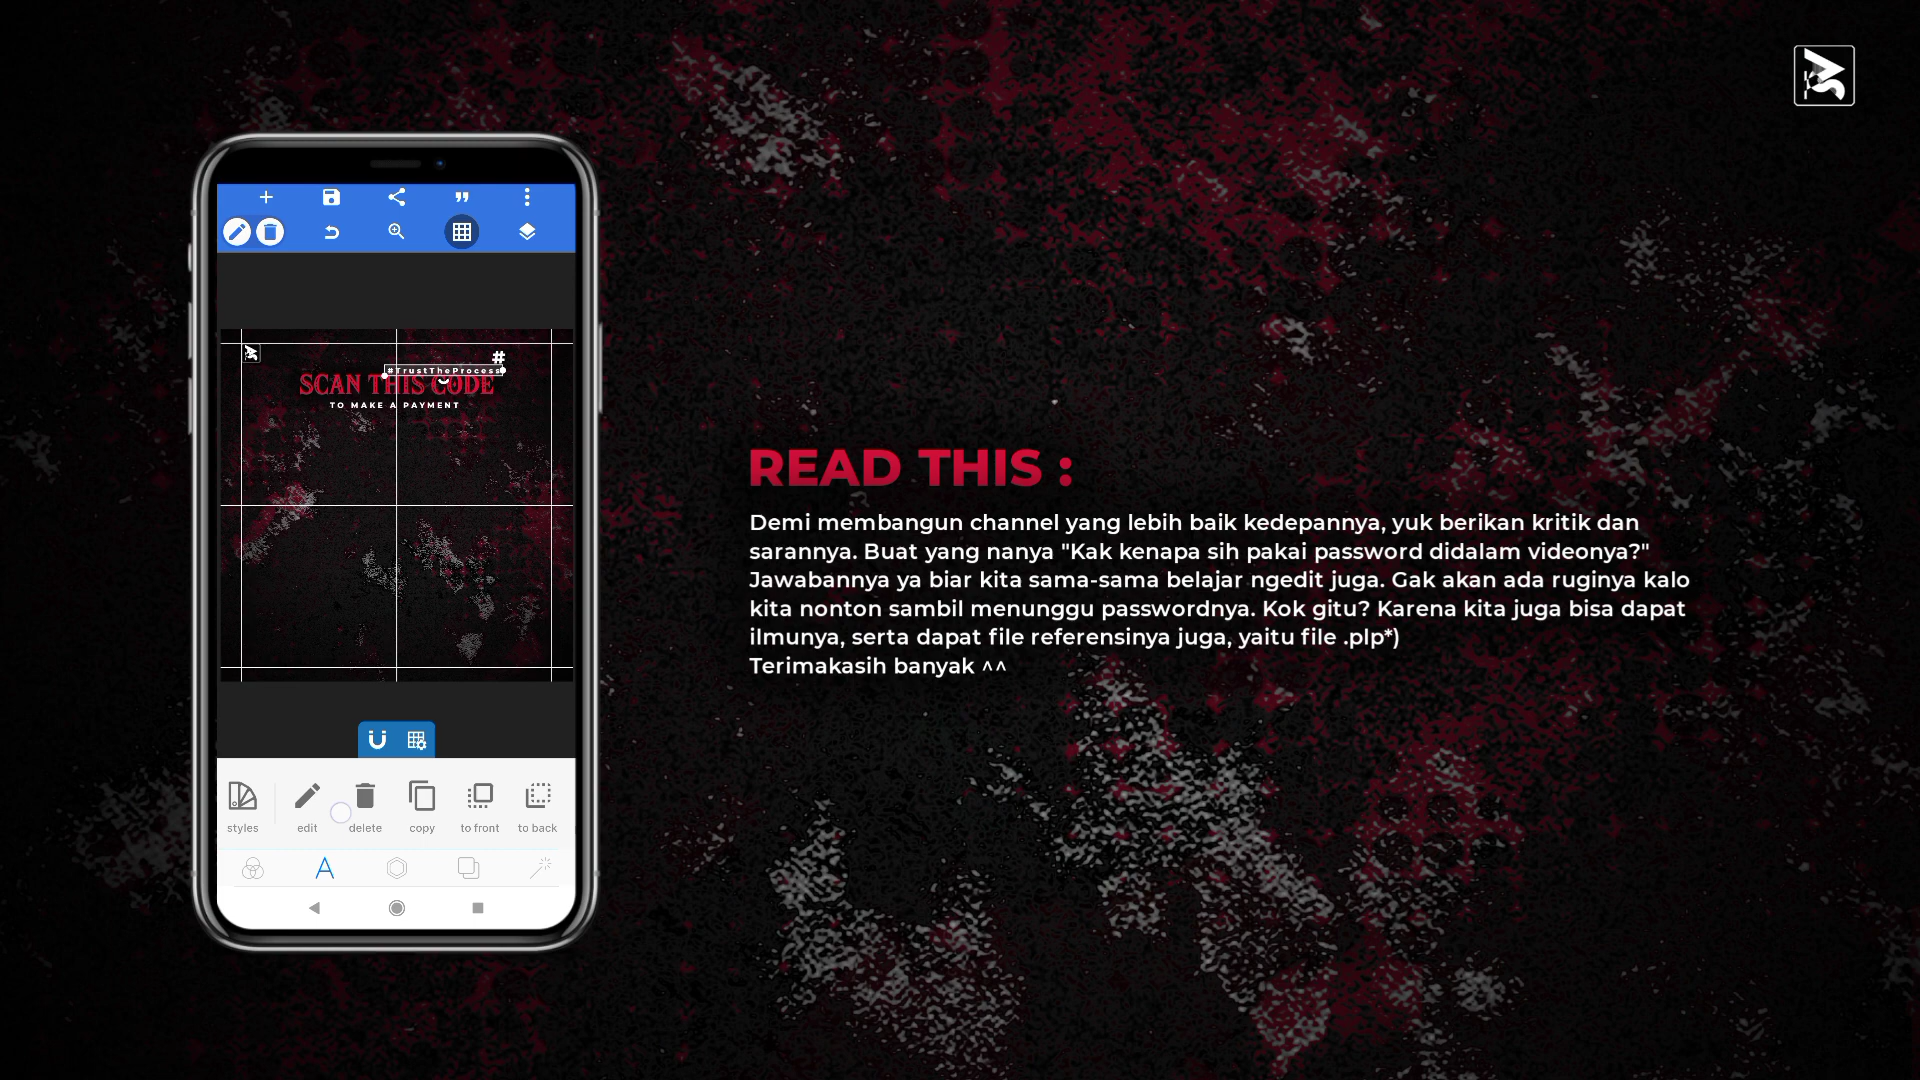 #
#TrustTheProcess
SCAN THIS CODE
TO MAKE A PAYMENT
styles
edit
delete
copy
to front
to back
READ THIS :
Demi membangun channel yang lebih baik kedepannya, yuk berikan kritik dan
sarannya. Buat yang nanya "Kak kenapa sih pakai password didalam videonya?"
Jawabannya ya biar kita sama-sama belajar ngedit juga. Gak akan ada ruginya kalo
kita nonton sambil menunggu passwordnya. Kok gitu? Karena kita juga bisa dapat
ilmunya, serta dapat file referensinya juga, yaitu file .plp*)
Terimakasih banyak ^^